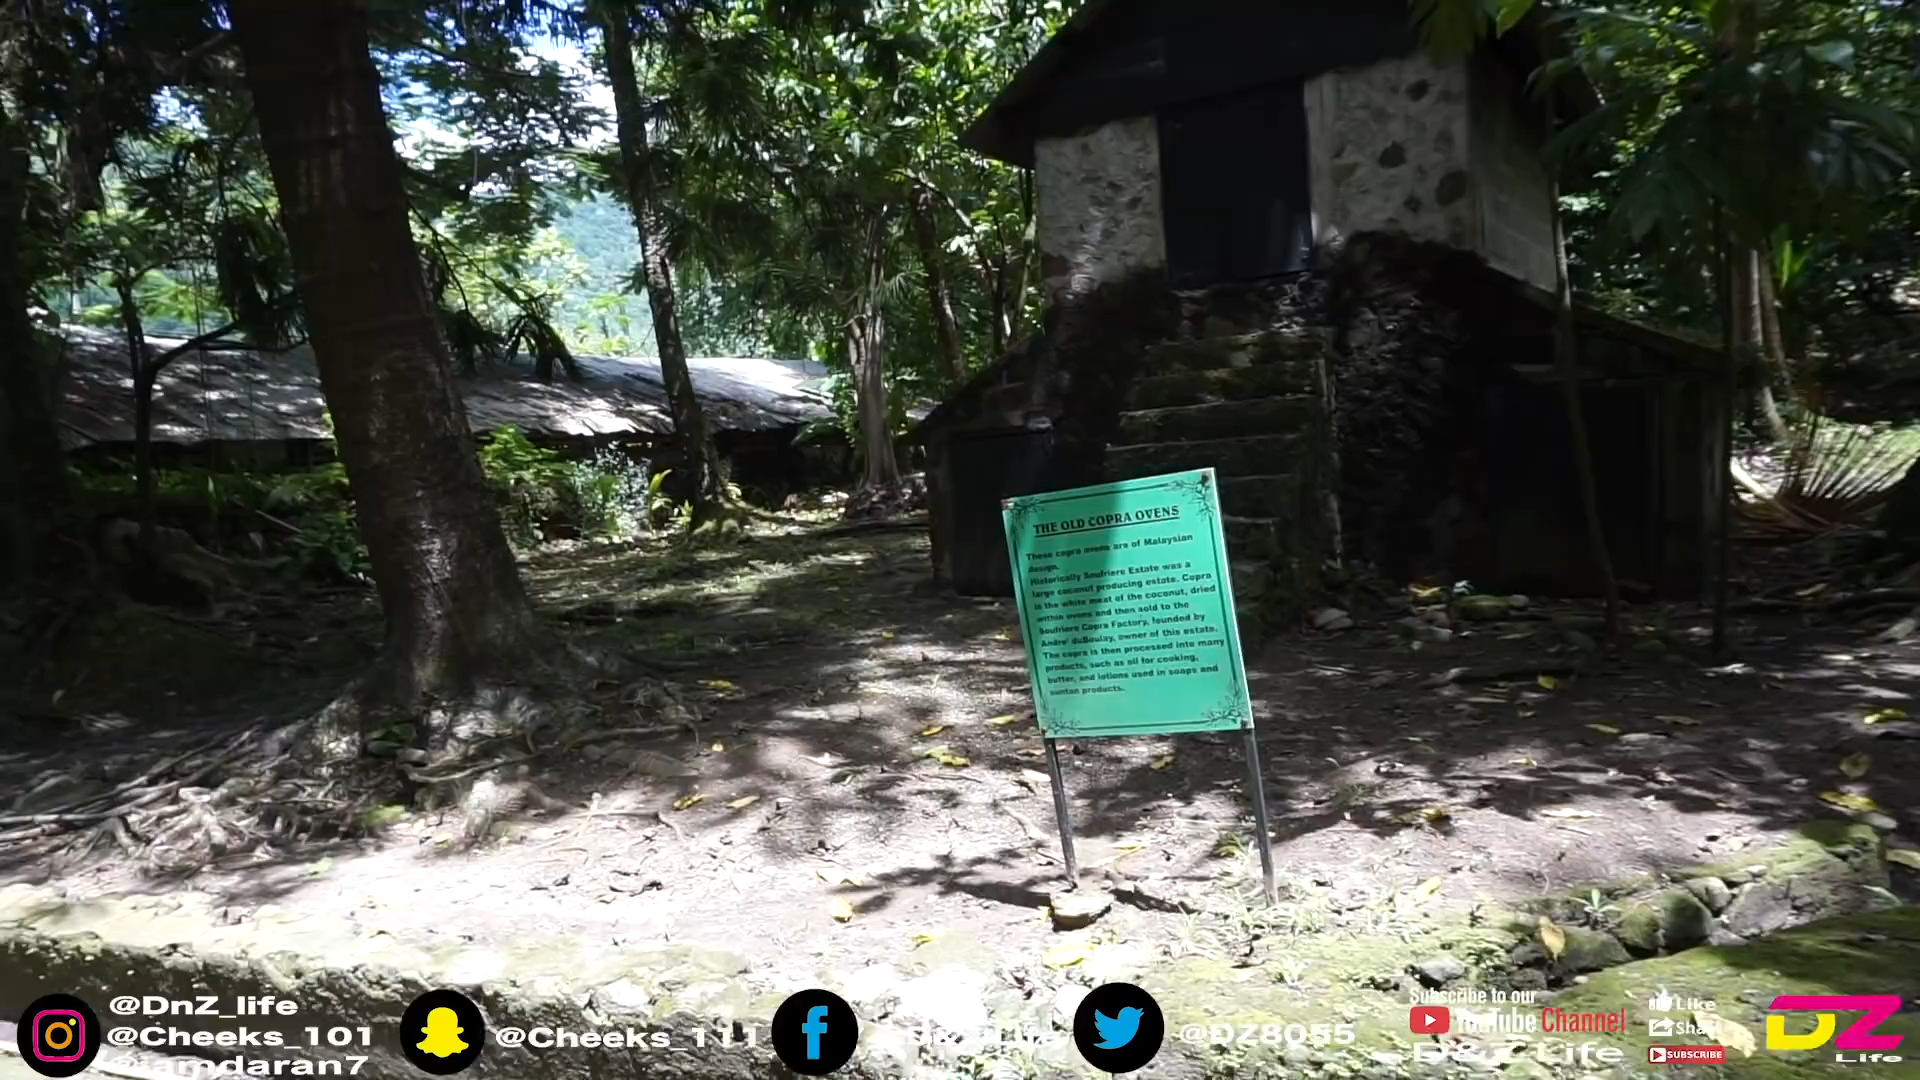 THE OLD COPRA OVENS
These copra ovens are of Malaysian
design.
Historically Soufriere Estate was a
large coconut producing estate. Copra
is the white meat of the coconut, dried
within ovens and then sold to the
Soufriere Copra Factory, founded by
Andre' duBoulay, owner of this estate.
The copra is then processed into many
products, such as oil for cooking,
butter, and lotions used in soaps and
suntan products.
@DnZ_life
@Cheeks_101
@iamdaran7
@Cheeks_111
@DZ8055
Subscribe to our
YouTube Channel
D&Z Life
Like
Share
SUBSCRIBE
DZ
Life